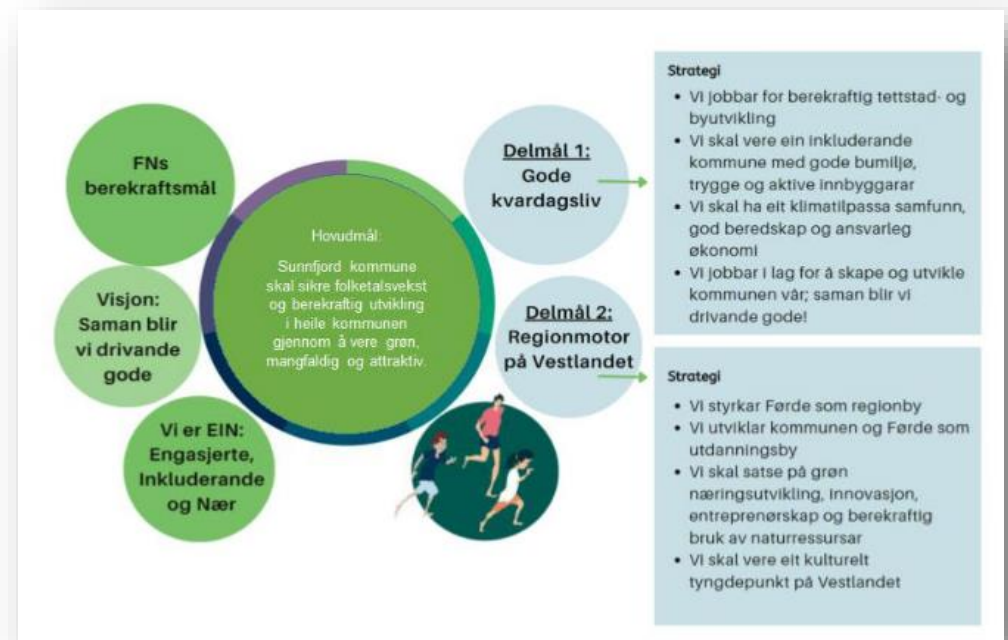 FNs
berekraftsmål
Visjon:
Saman blir
vi drivande
gode
Vi er EIN:
Engasjerte,
Inkluderande
og Nær
Hovudmål:
Sunnfjord kommune
skal sikre folketalsvekst
og berekraftig utvikling
i heile kommunen
gjennom å vere grøn,
mangfaldig og attraktiv.
Delmål 1:
Gode
kvardagsliv
Strategi
• Vi jobbar for berekraftig tettstad- og
byutvikling
• Vi skal vere ein inkluderande
kommune med gode bumiljø,
trygge og aktive innbyggarar
• Vi skal ha eit klimatilpassa samfunn,
god beredskap og ansvarleg
økonomi
• Vi jobbar i lag for å skape og utvikle
kommunen vår; saman blir vi
drivande gode!
Delmål 2:
Regionmotor
på Vestlandet
Strategi
• Vi styrkar Førde som regionby
• Vi utviklar kommunen og Førde som
utdanningsby
• Vi skal satse på grøn
næringsutvikling, innovasjon,
entreprenørskap og berekraftig
bruk av naturressursar
• Vi skal vere eit kulturelt
tyngdepunkt på Vestlandet